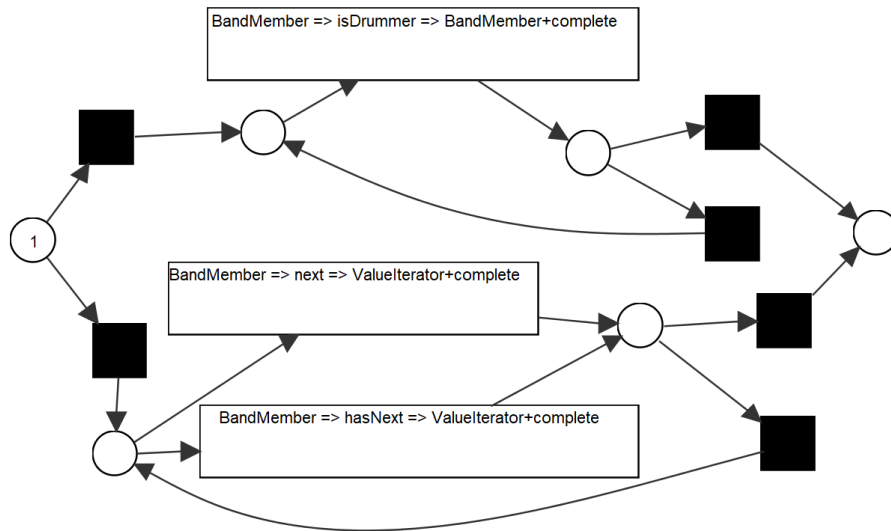 BandMember => isDrummer => BandMember+complete
1
BandMember => next => ValueIterator+complete
BandMember => hasNext => ValueIterator+complete